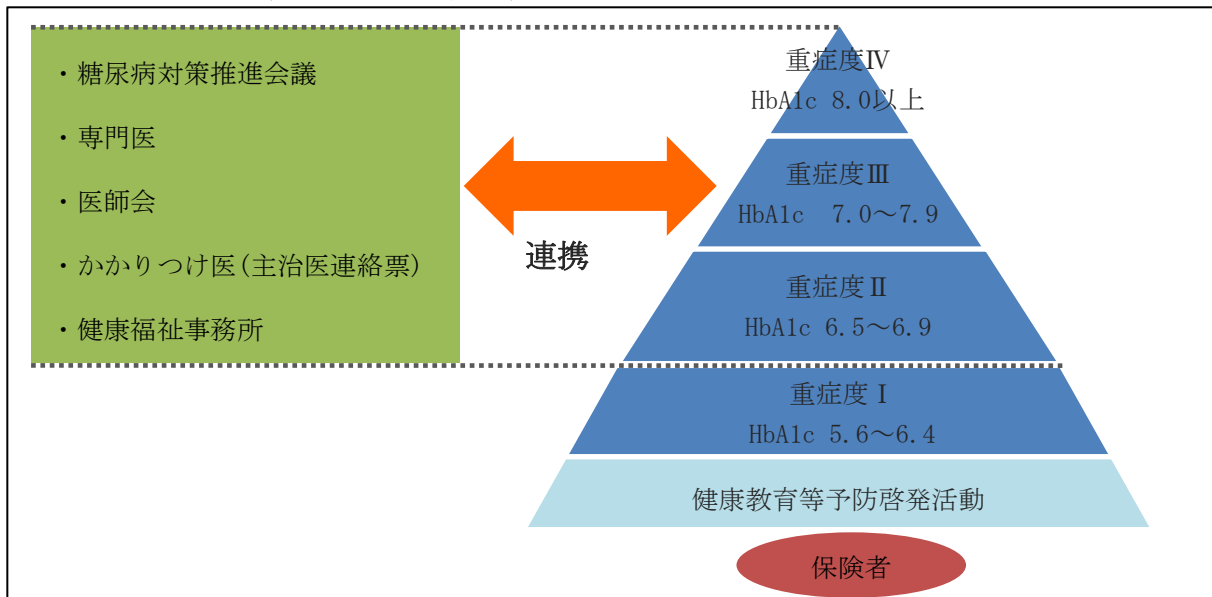 ・糖尿病対策推進会議
・専門医
・医師会
・かかりつけ医(主治医連絡票)
・健康福祉事務所
連携
重症度Ⅳ
HbA1c 8.0以上
重症度Ⅲ
HbA1c 7.0～7.9
重症度Ⅱ
HbA1c 6.5～6.9
重症度Ⅰ
HbA1c 5.6～6.4
健康教育等予防啓発活動
保険者